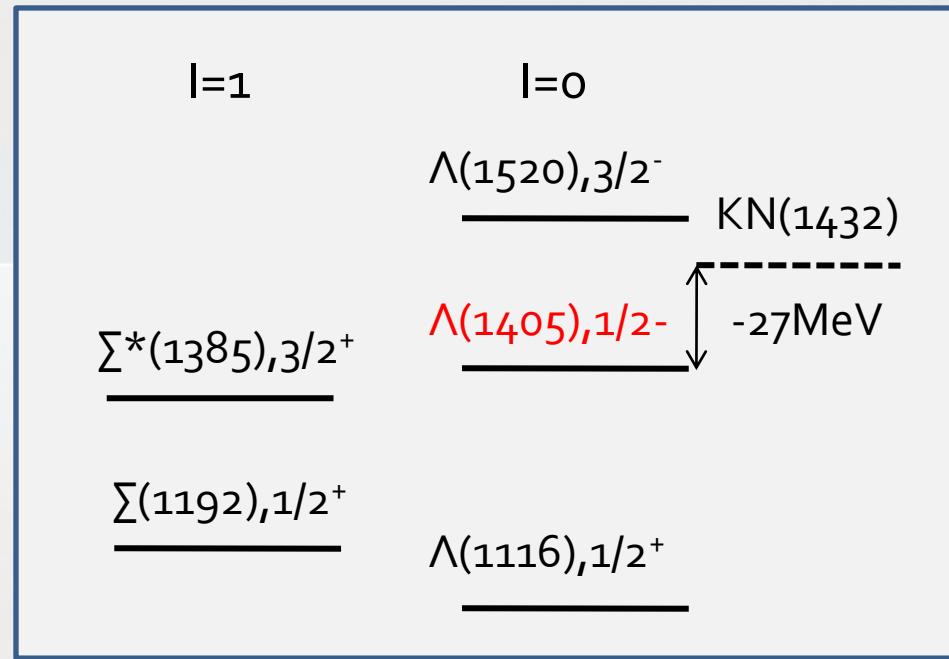 I=1 I=0
Λ(1520),3/2⁻
KN(1432)
Λ(1405),1/2-
-27MeV
∑*(1385),3/2⁺
∑(1192),1/2⁺
Λ(1116),1/2⁺